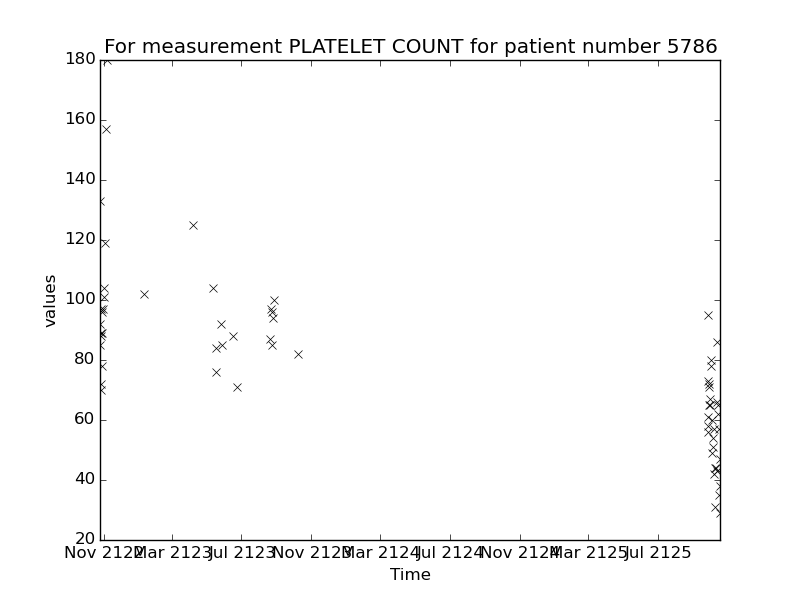 For measurement PLATELET COUNT for patient number 5786
180
160
140
120
100
80
60
40
20
values
Nov 2122 Mar 2123 Jul 2123 Nov 2123 Mar 2124 Jul 2124 Nov 2124 Mar 2125 Jul 2125
Time